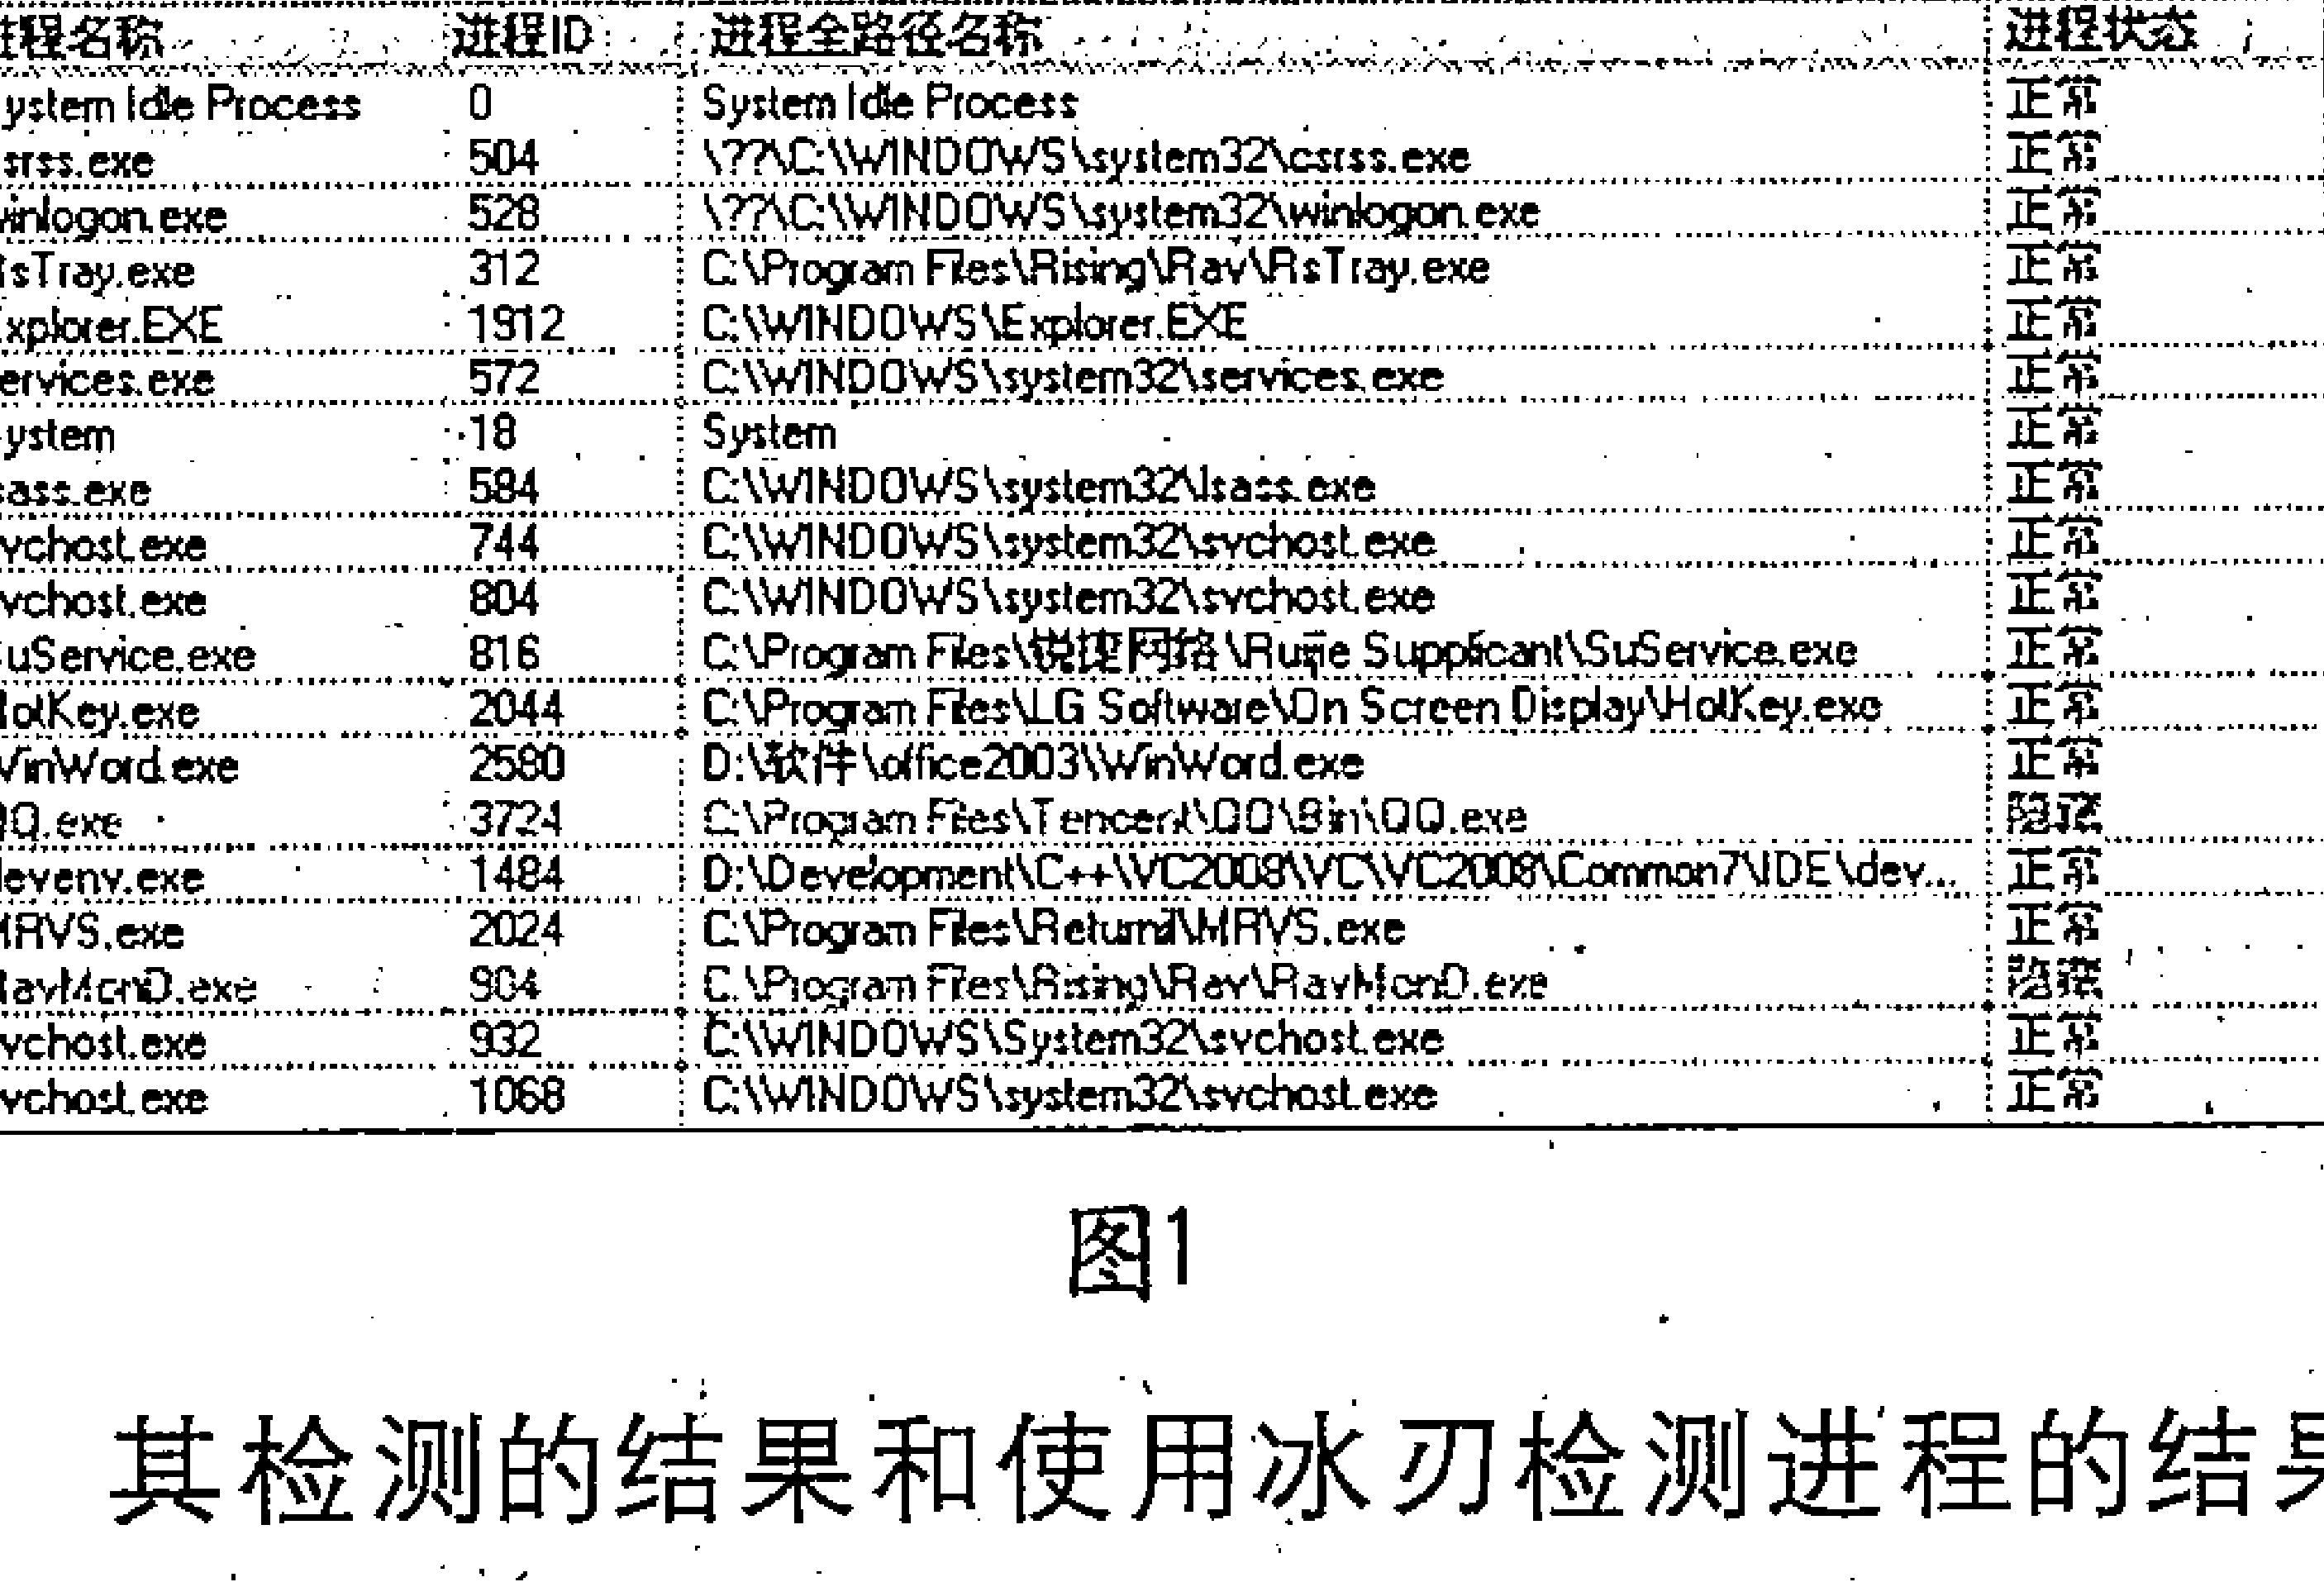 进程名称 进程ID 进程全路径名称 进程状态
ystem Idle Process 0 System Idle Process 正常
srss.exe 504 \??\C:\WINDOWS\system32\csrss.exe 正常
winlogon.exe 528 \??\C:\WINDOWS\system32\winlogon.exe 正常
RsTray.exe 312 C:\Program Files\Rising\Rav\RsTray.exe 正常
xplorer.EXE 1912 C:\WINDOWS\Explorer.EXE 正常
ervices.exe 572 C:\WINDOWS\system32\services.exe 正常
ystem 18 System 正常
sass.exe 584 C:\WINDOWS\system32\lsass.exe 正常
vchost.exe 744 C:\WINDOWS\system32\svchost.exe 正常
vchost.exe 804 C:\WINDOWS\system32\svchost.exe 正常
uService.exe 816 C:\Program Files\锐捷网络\Ruijie Supplicant\SuService.exe 正常
HotKey.exe 2044 C:\Program Files\LG Software\On Screen Display\HotKey.exe 正常
WinWord.exe 2580 D:\软件\office2003\WinWord.exe 正常
QQ.exe 3724 C:\Program Files\Tencent\QQ\Bin\QQ.exe 隐藏
devenv.exe 1484 D:\Development\C++\VC2008\VC\VC2008\Common7\IDE\dev... 正常
MRVS.exe 2024 C:\Program Files\Returnil\MRVS.exe 正常
RavMonD.exe 904 C:\Program Files\Rising\Rav\RavMonD.exe 隐藏
vchost.exe 932 C:\WINDOWS\System32\svchost.exe 正常
vchost.exe 1068 C:\WINDOWS\system32\svchost.exe 正常
图1
其检测的结果和使用冰刃检测进程的结果